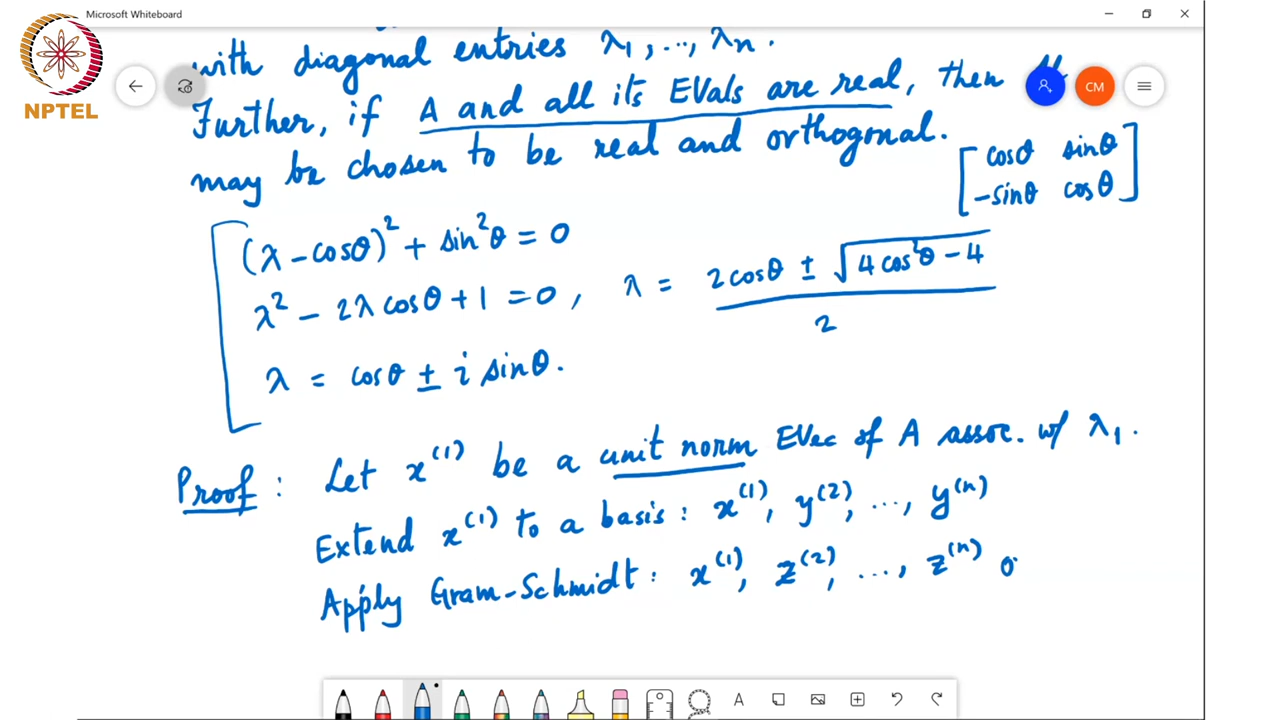 Microsoft Whiteboard
NPTEL
CM
with diagonal entries λ₁, .., λₙ.
Further, if A and all its EVals are real, then
may be chosen to be real and orthogonal.
[cosθ sinθ
-sinθ cosθ]
(λ - cosθ)² + sin²θ = 0
λ² - 2λ cosθ + 1 = 0, λ = (2cosθ ± √(4cos²θ - 4)) / 2
λ = cosθ ± i sinθ.
Proof : Let x⁽¹⁾ be a unit norm EVec of A assoc. w/ λ₁.
Extend x⁽¹⁾ to a basis : x⁽¹⁾, y⁽²⁾, ..., y⁽ⁿ⁾
Apply Gram-Schmidt : x⁽¹⁾, z⁽²⁾, ..., z⁽ⁿ⁾ o
A